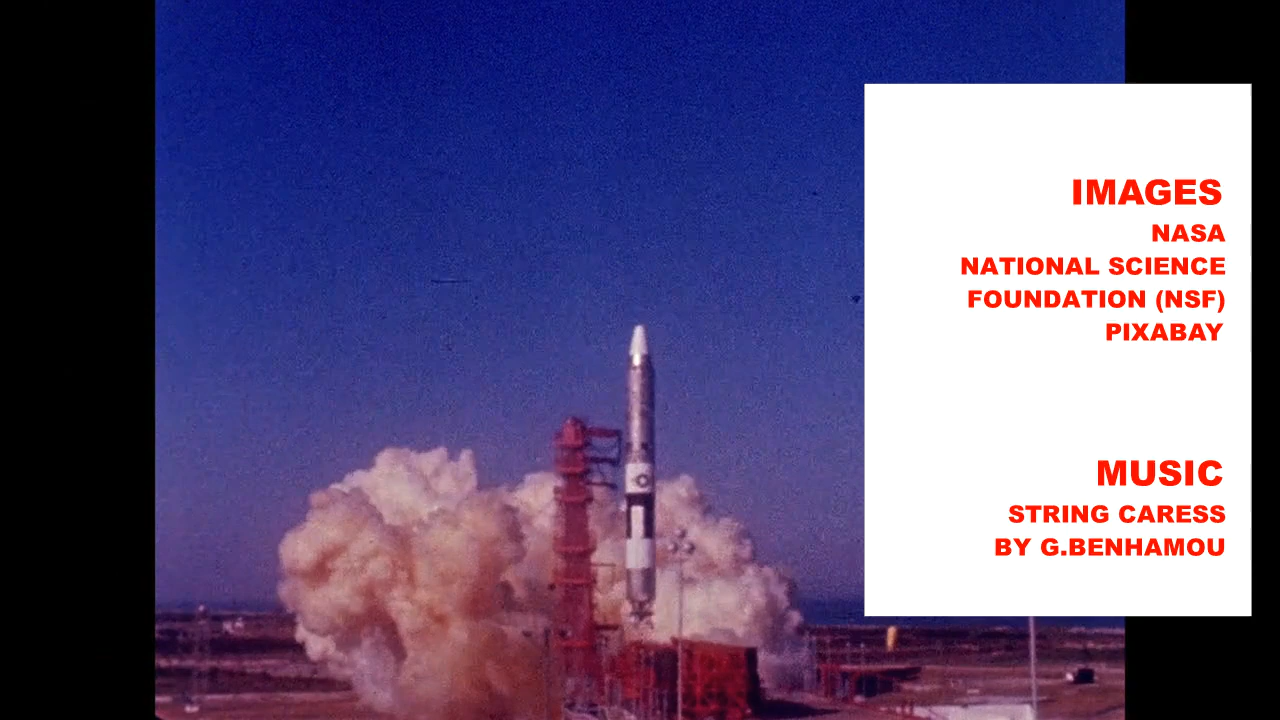 IMAGES
NASA
NATIONAL SCIENCE
FOUNDATION (NSF)
PIXABAY
MUSIC
STRING CARESS
BY G.BENHAMOU